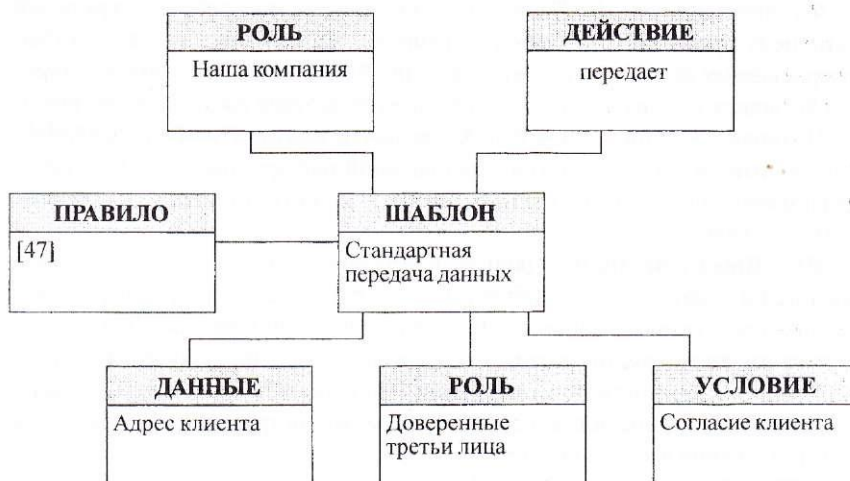 РОЛЬ
Наша компания
ДЕЙСТВИЕ
передает
ПРАВИЛО
[47]
ШАБЛОН
Стандартная
передача данных
ДАННЫЕ
Адрес клиента
РОЛЬ
Доверенные
третьи лица
УСЛОВИЕ
Согласие клиента